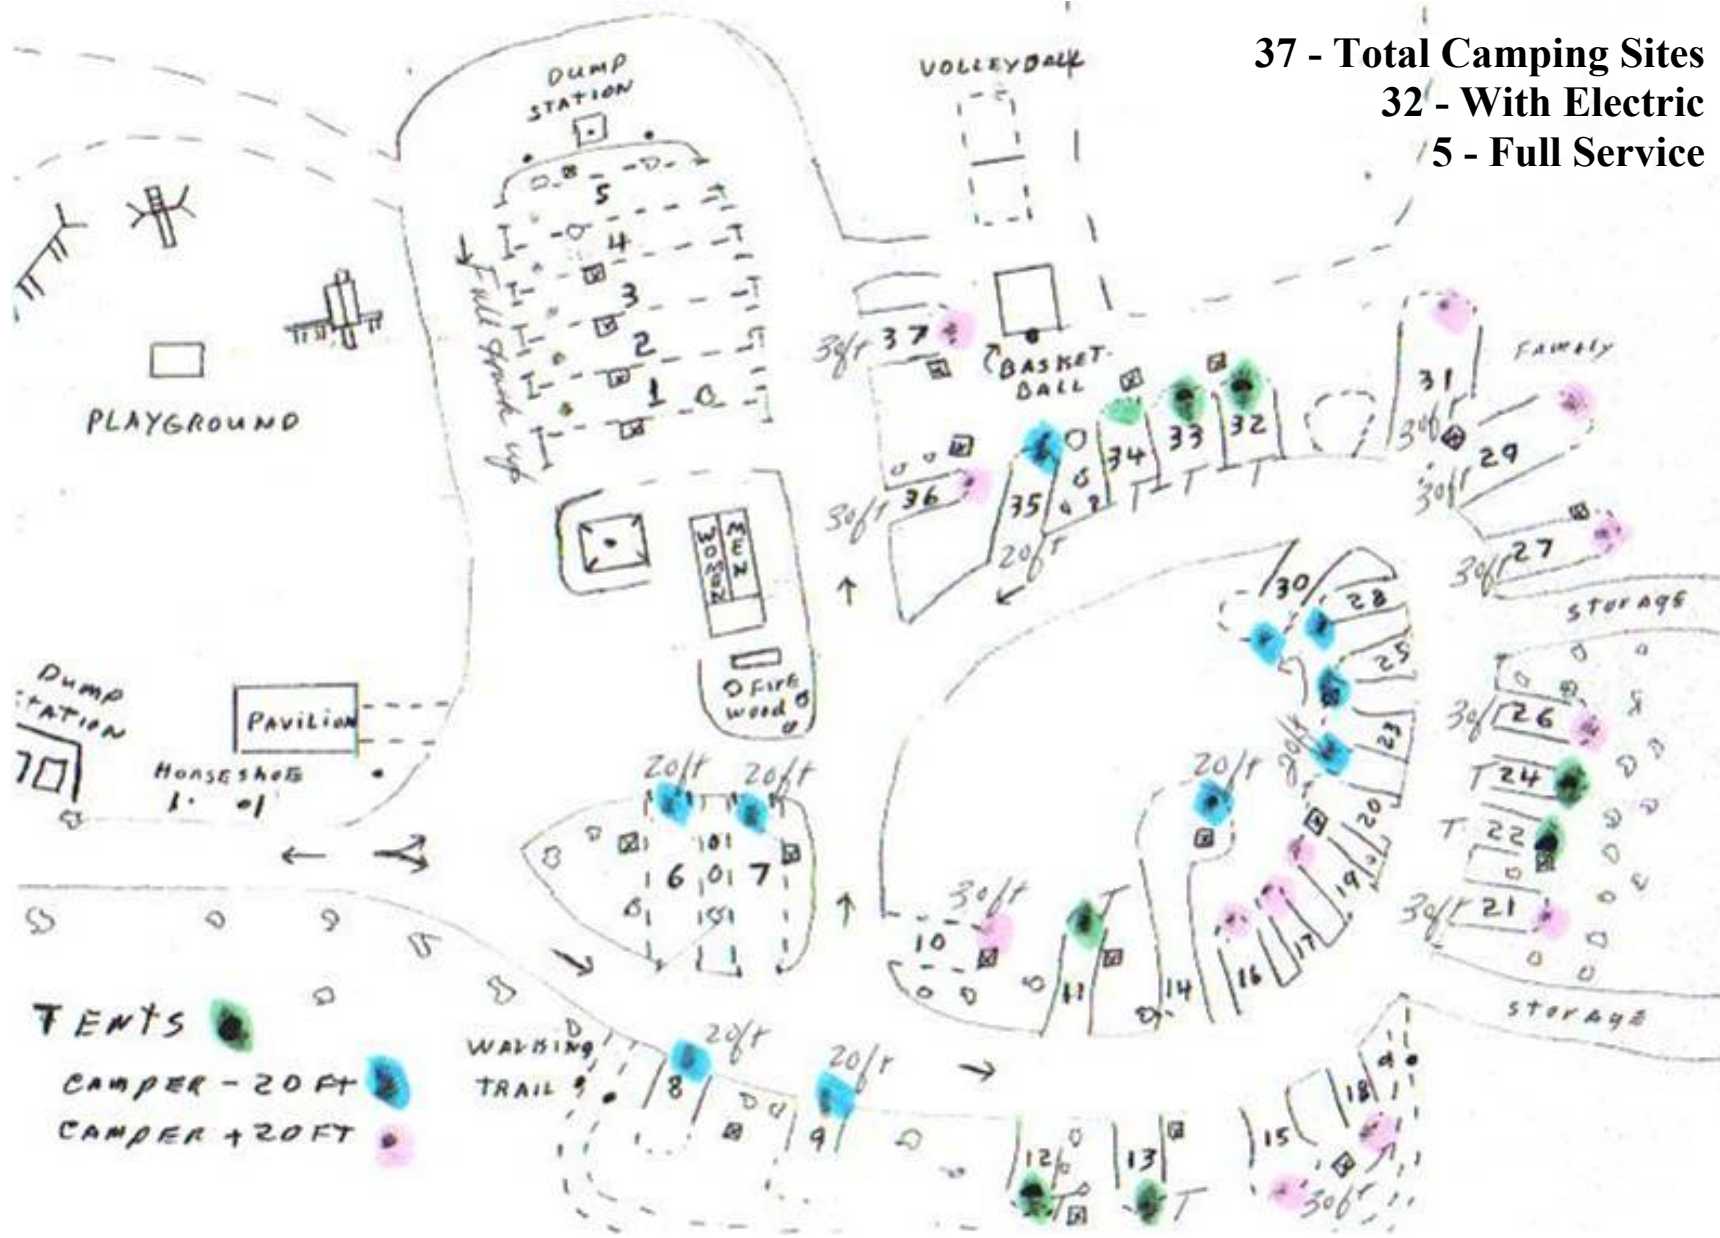 37 - Total Camping Sites
32 - With Electric
5 - Full Service
DUMP
STATION
VOLLEYBALL
5
4
3
2
1
Full Hook up
PLAYGROUND
30ft 37
BASKET-
BALL
30ft 36
35
20ft
34
33
32
31
30ft
FAMILY
29
30ft
27
30ft
STORAGE
WOMEN
MEN
FIRE
WOOD
30
28
25
23
20ft
20
19
17
16
14
20ft
11
T
10
30ft
30ft 26
T 24
T 22
30ft 21
STORAGE
DUMP
STATION
PAVILION
HORSESHOE
20ft 20ft
6 7
TENTS
CAMPER - 20 FT
CAMPER + 20 FT
WALKING
TRAIL
8
20ft
9
20ft
12
T
13
T
15
18
30ft